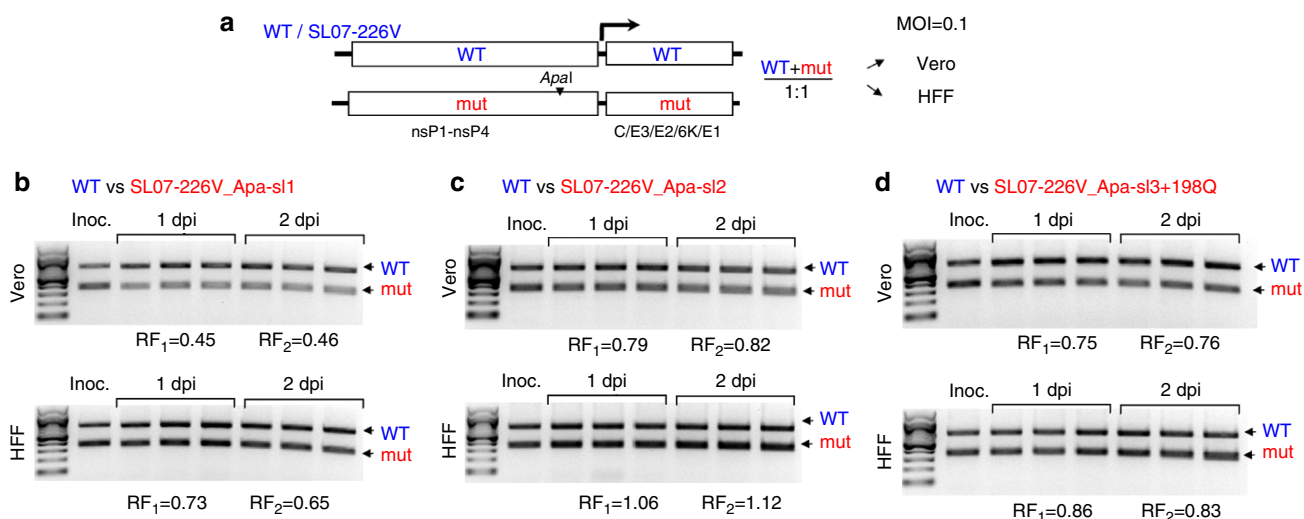 a
WT / SL07-226V
WT
WT
ApaI
mut
mut
nsP1-nsP4
C/E3/E2/6K/E1
WT+mut
1:1
MOI=0.1
Vero
HFF
b
WT vs SL07-226V_Apa-sl1
Inoc.
1 dpi
2 dpi
Vero
WT
mut
RF1=0.45
RF2=0.46
Inoc.
1 dpi
2 dpi
HFF
WT
mut
RF1=0.73
RF2=0.65
c
WT vs SL07-226V_Apa-sl2
Inoc.
1 dpi
2 dpi
Vero
WT
mut
RF1=0.79
RF2=0.82
Inoc.
1 dpi
2 dpi
HFF
WT
mut
RF1=1.06
RF2=1.12
d
WT vs SL07-226V_Apa-sl3+198Q
Inoc.
1 dpi
2 dpi
Vero
WT
mut
RF1=0.75
RF2=0.76
Inoc.
1 dpi
2 dpi
HFF
WT
mut
RF1=0.86
RF2=0.83